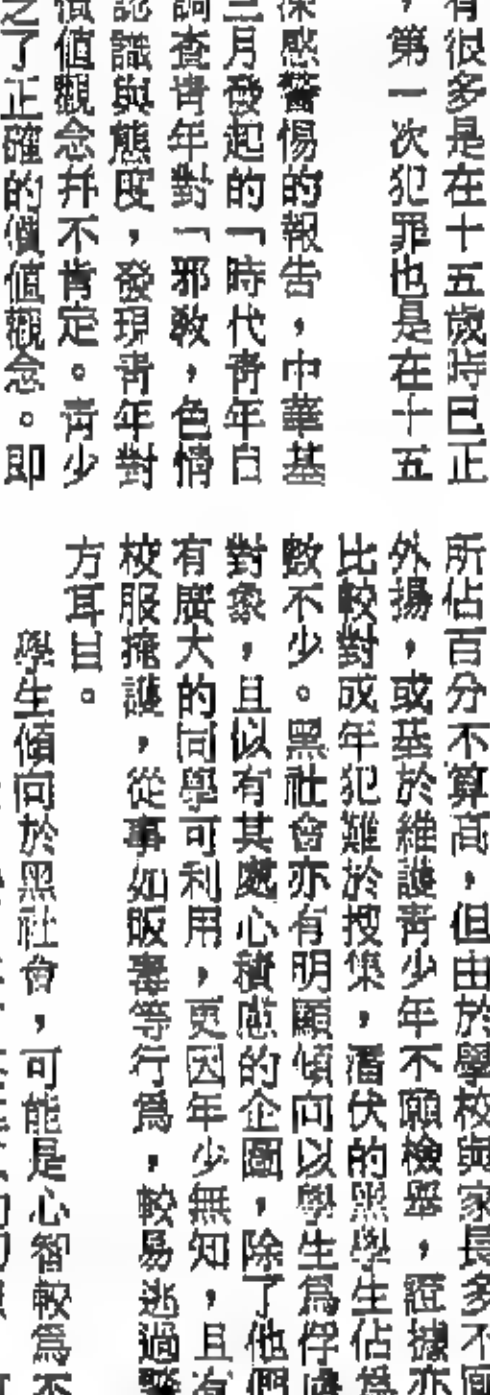 有很多是在十五歲時已正
，第一次犯罪也是在十五
深感警惕的報告，中華基
三月發起的「時代青年白
調查青年對「邪教，色情
認識與態度，發現青年對
價值觀念幷不肯定。青少
之了正確的價值觀念。即
所佔百分不算高，但由於學校與家長多不
外揚，或基於維護青少年不願檢舉，證據亦
比較對成年犯難於搜集，潛伏的黑學生佔爲
數不少。黑社會亦有明顯傾向以學生爲俘
對象，且似有其處心積慮的企圖，除了他們
有廣大的同學可利用，更因年少無知，且有
校服掩護，從事如販毒等行爲，較易逃過
方耳目。
學生傾向於黑社會，可能是心智較爲不